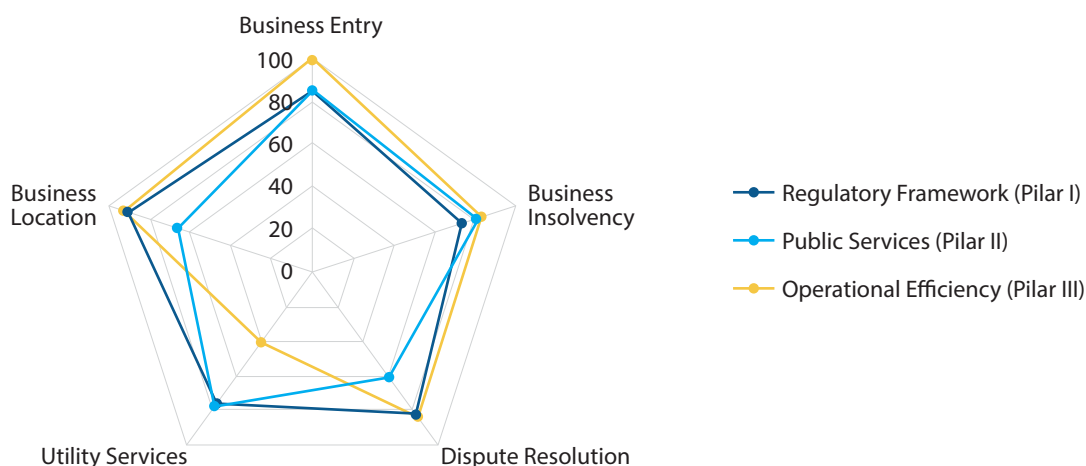 Business Entry
100
80
60
40
20
0
Business
Location
Business
Insolvency
Utility Services
Dispute Resolution
Regulatory Framework (Pilar I)
Public Services (Pilar II)
Operational Efficiency (Pilar III)